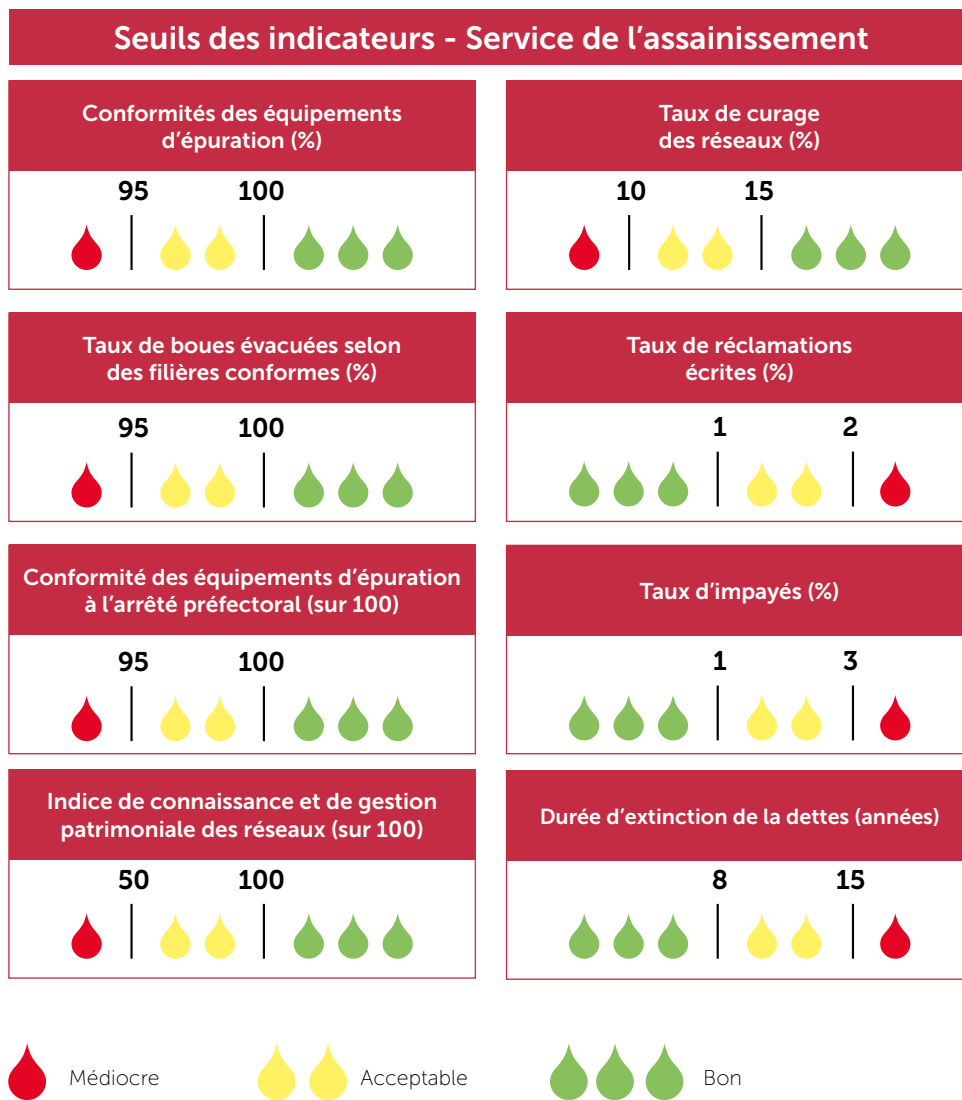 Seuils des indicateurs - Service de l'assainissement
Conformités des équipements
d'épuration (%)
95 100
Taux de curage
des réseaux (%)
10 15
Taux de boues évacuées selon
des filières conformes (%)
95 100
Taux de réclamations
écrites (%)
1 2
Conformité des équipements d'épuration
à l'arrêté préfectoral (sur 100)
95 100
Taux d'impayés (%)
1 3
Indice de connaissance et de gestion
patrimoniale des réseaux (sur 100)
50 100
Durée d'extinction de la dettes (années)
8 15
Médiocre Acceptable Bon